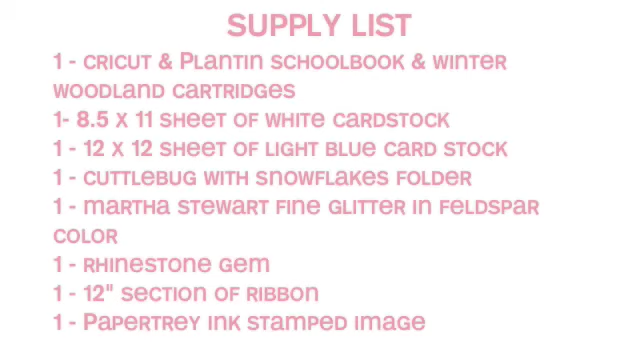 SUPPLY LIST
1 - CRICUT & Plantin SCHOOLBOOK & WINTER
WOODLAND CARTRIDGES
1- 8.5 X 11 SHEET OF WHITE CARDSTOCK
1 - 12 X 12 SHEET OF LIGHT BLUE CARD STOCK
1 - CUTTLEBUG WITH SNOWFLAKES FOLDER
1 - MARTHA STEWART FINE GLITTER IN FELDSPAR
COLOR
1 - RHINESTONE GEM
1 - 12" SECTION OF RIBBON
1 - PAPERTREY INK STAMPED IMAGE